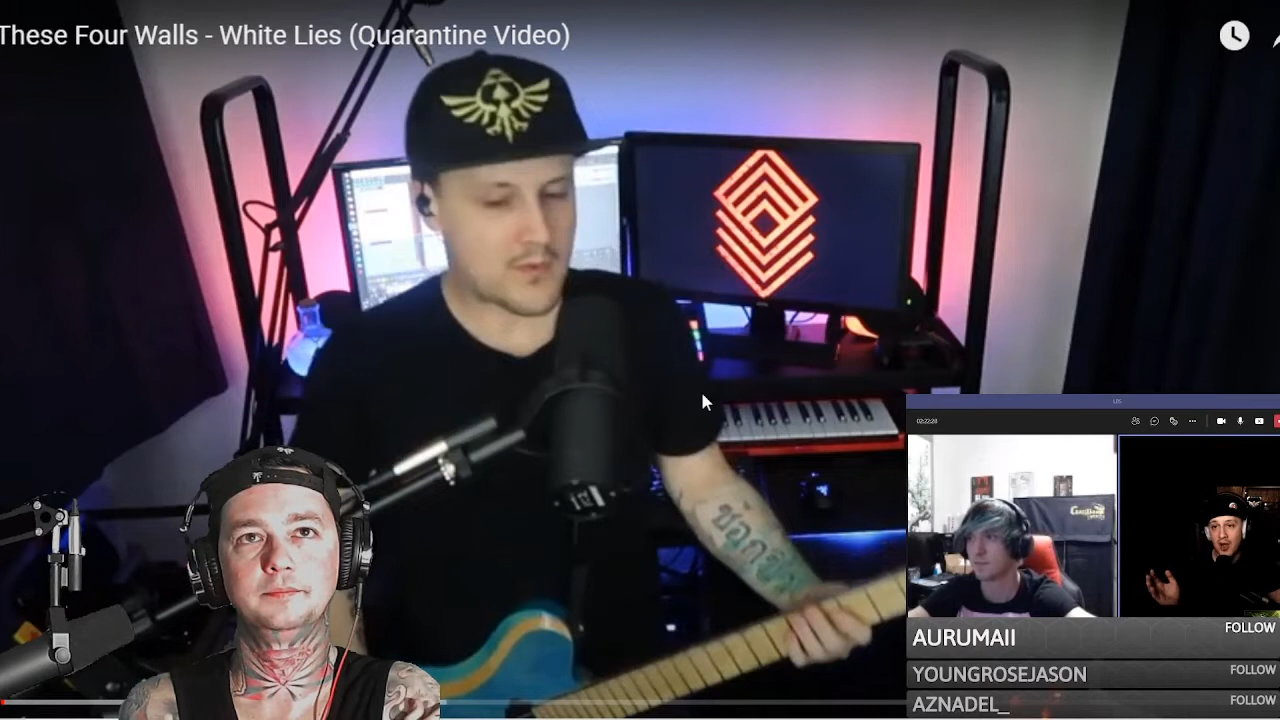 These Four Walls - White Lies (Quarantine Video)
AURUMAII
FOLLOW
YOUNGROSEJASON
FOLLOW
AZNADEL_
FOLLOW